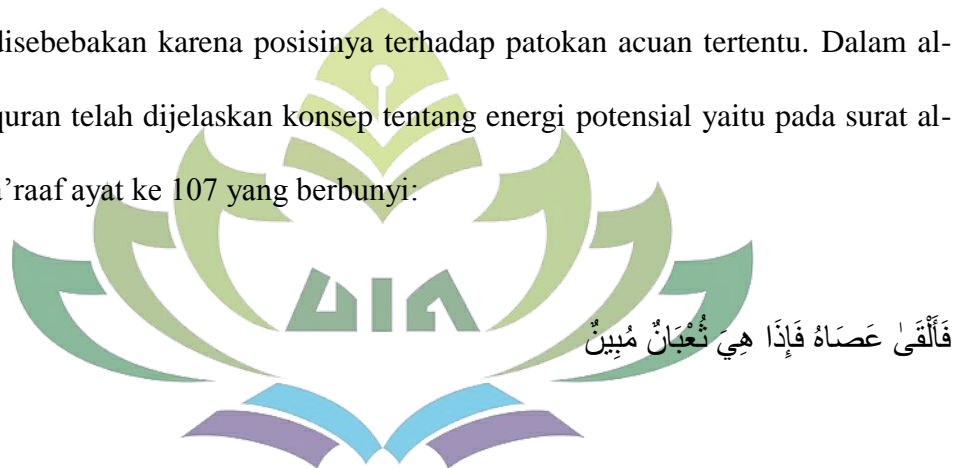 disebebakan karena posisinya terhadap patokan acuan tertentu. Dalam al-
quran telah dijelaskan konsep tentang energi potensial yaitu pada surat al-
a’raaf ayat ke 107 yang berbunyi:
UIN
فَأَلْقَىٰ عَصَاهُ فَإِذَا هِيَ ثُعْبَانٌ مُبِينٌ